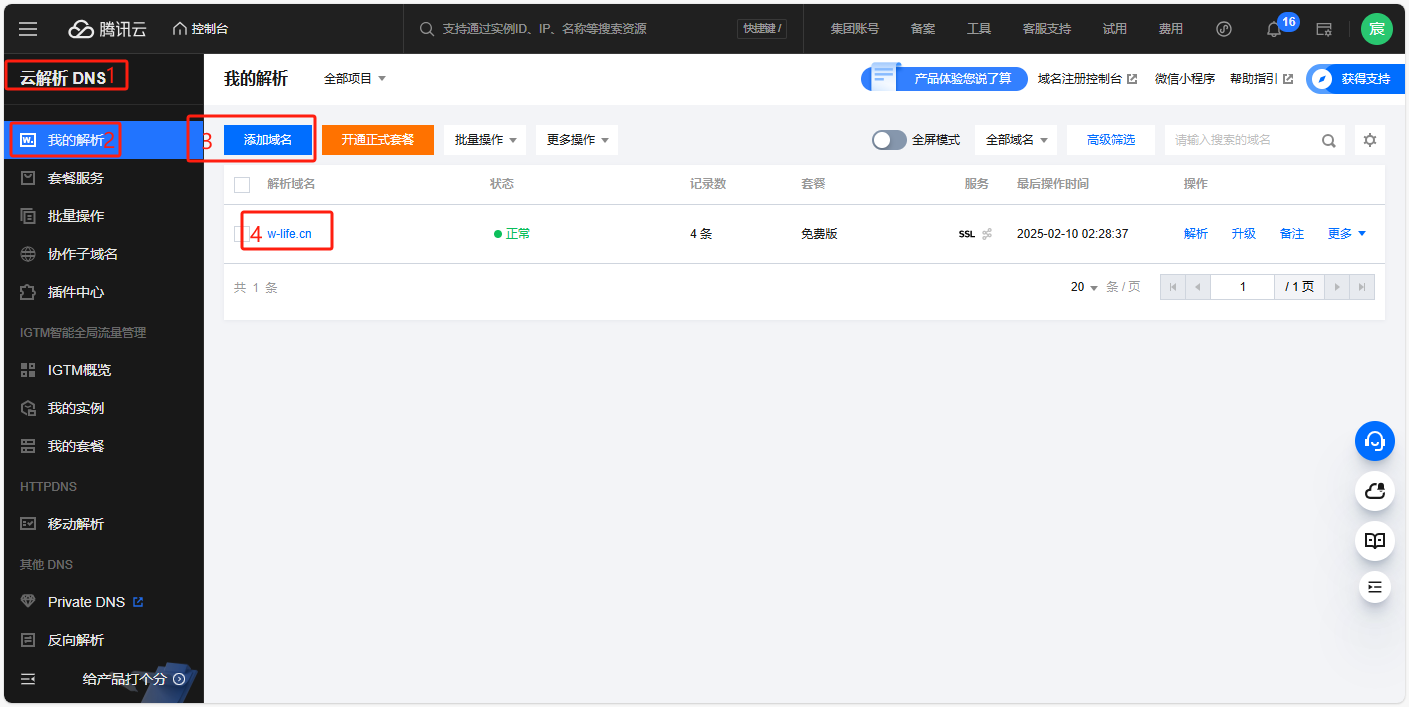 腾讯云
控制台
支持通过实例ID、IP、名称等搜索资源
快捷键 /
集团账号
备案
工具
客服支持
试用
费用
16
宸
云解析 DNS 1
我的解析
全部项目
产品体验您说了算
域名注册控制台
微信小程序
帮助指引
获得支持
我的解析 2
套餐服务
批量操作
协作子域名
插件中心
IGTM智能全局流量管理
IGTM概览
我的实例
我的套餐
HTTPDNS
移动解析
其他 DNS
Private DNS
反向解析
给产品打个分
3
添加域名
开通正式套餐
批量操作
更多操作
全屏模式
全部域名
高级筛选
请输入搜索的域名
解析域名
状态
记录数
套餐
服务
最后操作时间
操作
4 w-life.cn
正常
4 条
免费版
SSL
2025-02-10 02:28:37
解析
升级
备注
更多
共 1 条
20
条 / 页
1
/ 1 页